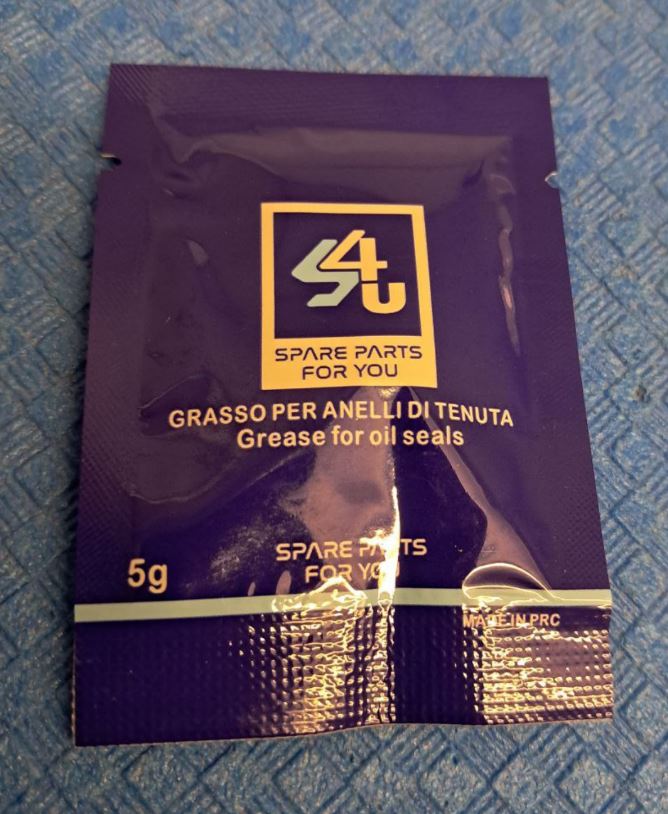 S4U
SPARE PARTS
FOR YOU
GRASSO PER ANELLI DI TENUTA
Grease for oil seals
SPARE PARTS
FOR YOU
5g
MADE IN PRC